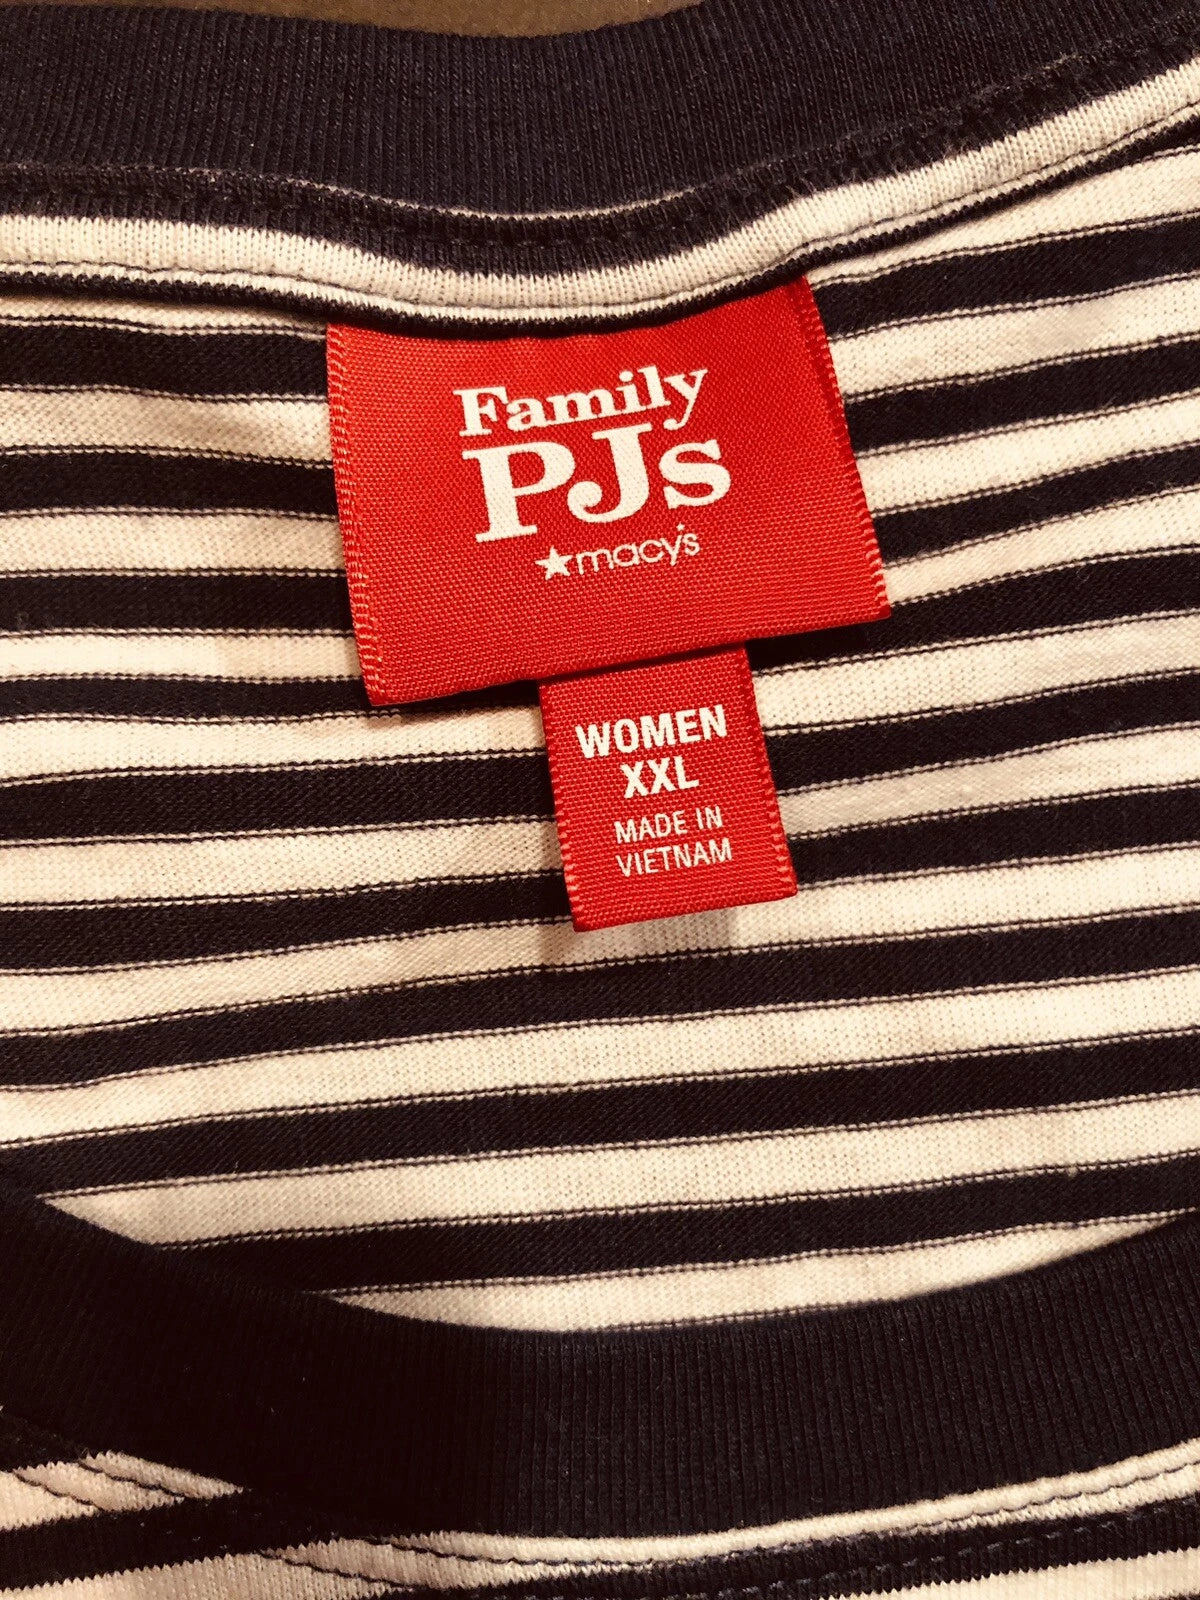 Family
PJs
★macy's
WOMEN
XXL
MADE IN
VIETNAM